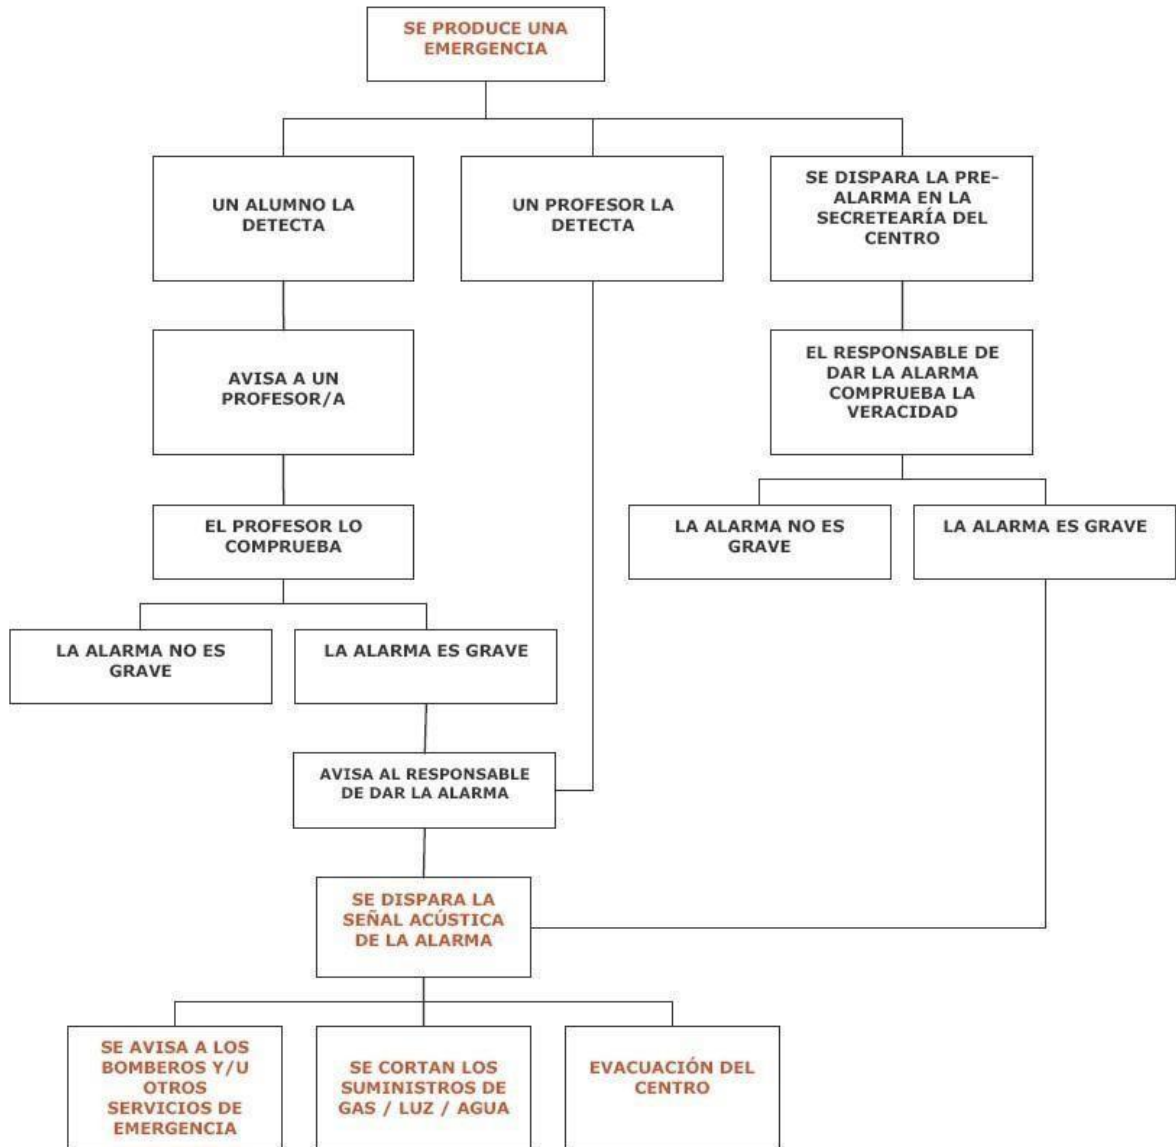 SE PRODUCE UNA
EMERGENCIA
UN ALUMNO LA
DETECTA
UN PROFESOR LA
DETECTA
SE DISPARA LA PRE-
ALARMA EN LA
SECRETEARÍA DEL
CENTRO
AVISA A UN
PROFESOR/A
EL RESPONSABLE DE
DAR LA ALARMA
COMPRUEBA LA
VERACIDAD
EL PROFESOR LO
COMPRUEBA
LA ALARMA NO ES
GRAVE
LA ALARMA ES GRAVE
LA ALARMA NO ES
GRAVE
LA ALARMA ES GRAVE
AVISA AL RESPONSABLE
DE DAR LA ALARMA
SE DISPARA LA
SEÑAL ACÚSTICA
DE LA ALARMA
SE AVISA A LOS
BOMBEROS Y/U
OTROS
SERVICIOS DE
EMERGENCIA
SE CORTAN LOS
SUMINISTROS DE
GAS / LUZ / AGUA
EVACUACIÓN DEL
CENTRO